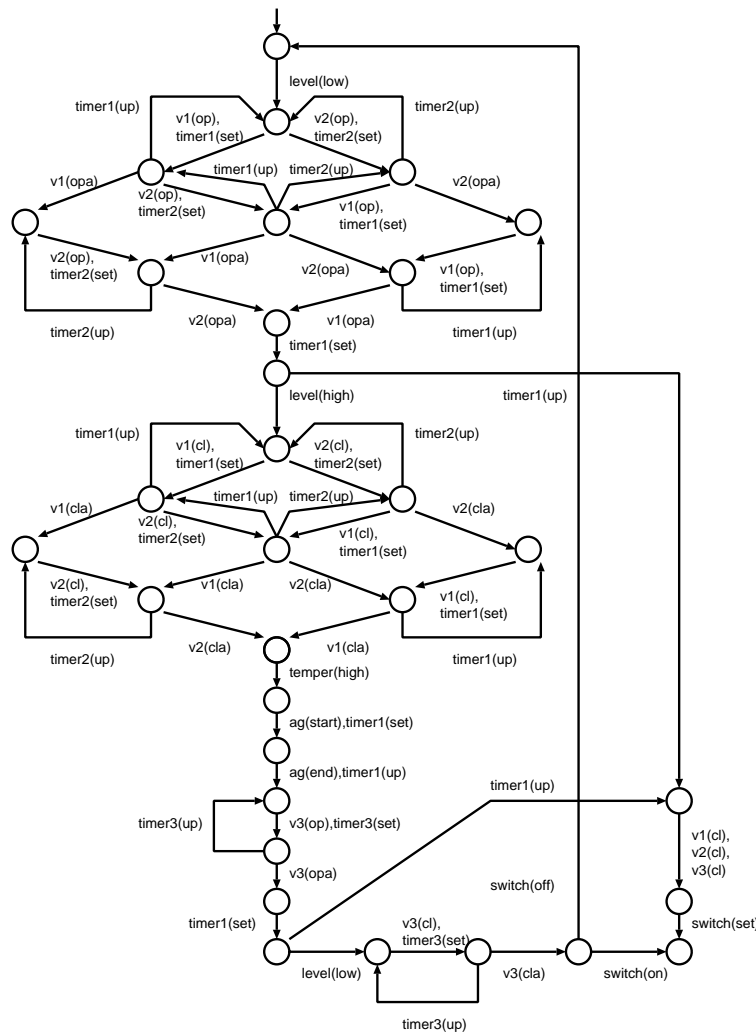 level(low)
timer1(up)
v1(op),
timer1(set)
v2(op),
timer2(set)
timer2(up)
timer1(up)
timer2(up)
v1(opa)
v2(op),
timer2(set)
v1(op),
timer1(set)
v2(opa)
v2(op),
timer2(set)
v1(opa)
v2(opa)
v1(op),
timer1(set)
timer2(up)
v2(opa)
v1(opa)
timer1(up)
timer1(set)
level(high)
timer1(up)
timer1(up)
v1(cl),
timer1(set)
v2(cl),
timer2(set)
timer2(up)
timer1(up)
timer2(up)
v1(cla)
v2(cl),
timer2(set)
v1(cl),
timer1(set)
v2(cla)
v2(cl),
timer2(set)
v1(cla)
v2(cla)
v1(cl),
timer1(set)
timer2(up)
v2(cla)
v1(cla)
timer1(up)
temper(high)
ag(start),timer1(set)
ag(end),timer1(up)
timer1(up)
timer3(up)
v3(op),timer3(set)
v1(cl),
v2(cl),
v3(cl)
v3(opa)
switch(off)
timer1(set)
v3(cl),
timer3(set)
switch(set)
level(low)
v3(cla)
switch(on)
timer3(up)